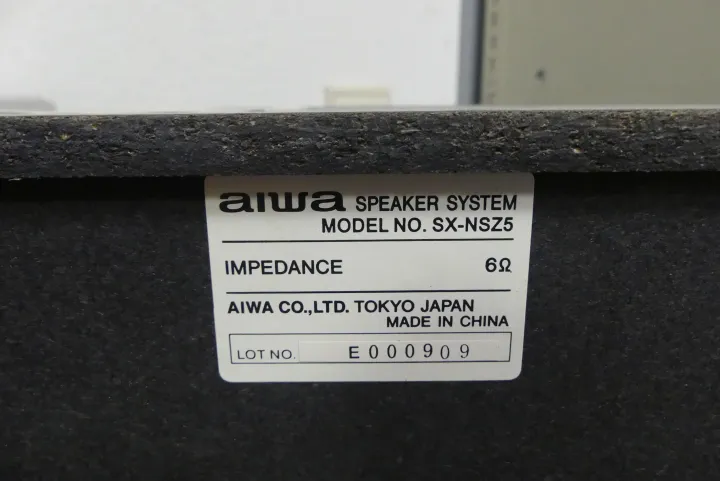 aiwa SPEAKER SYSTEM
MODEL NO. SX-NSZ5
IMPEDANCE 6Ω
AIWA CO.,LTD. TOKYO JAPAN
MADE IN CHINA
LOT NO. E000909